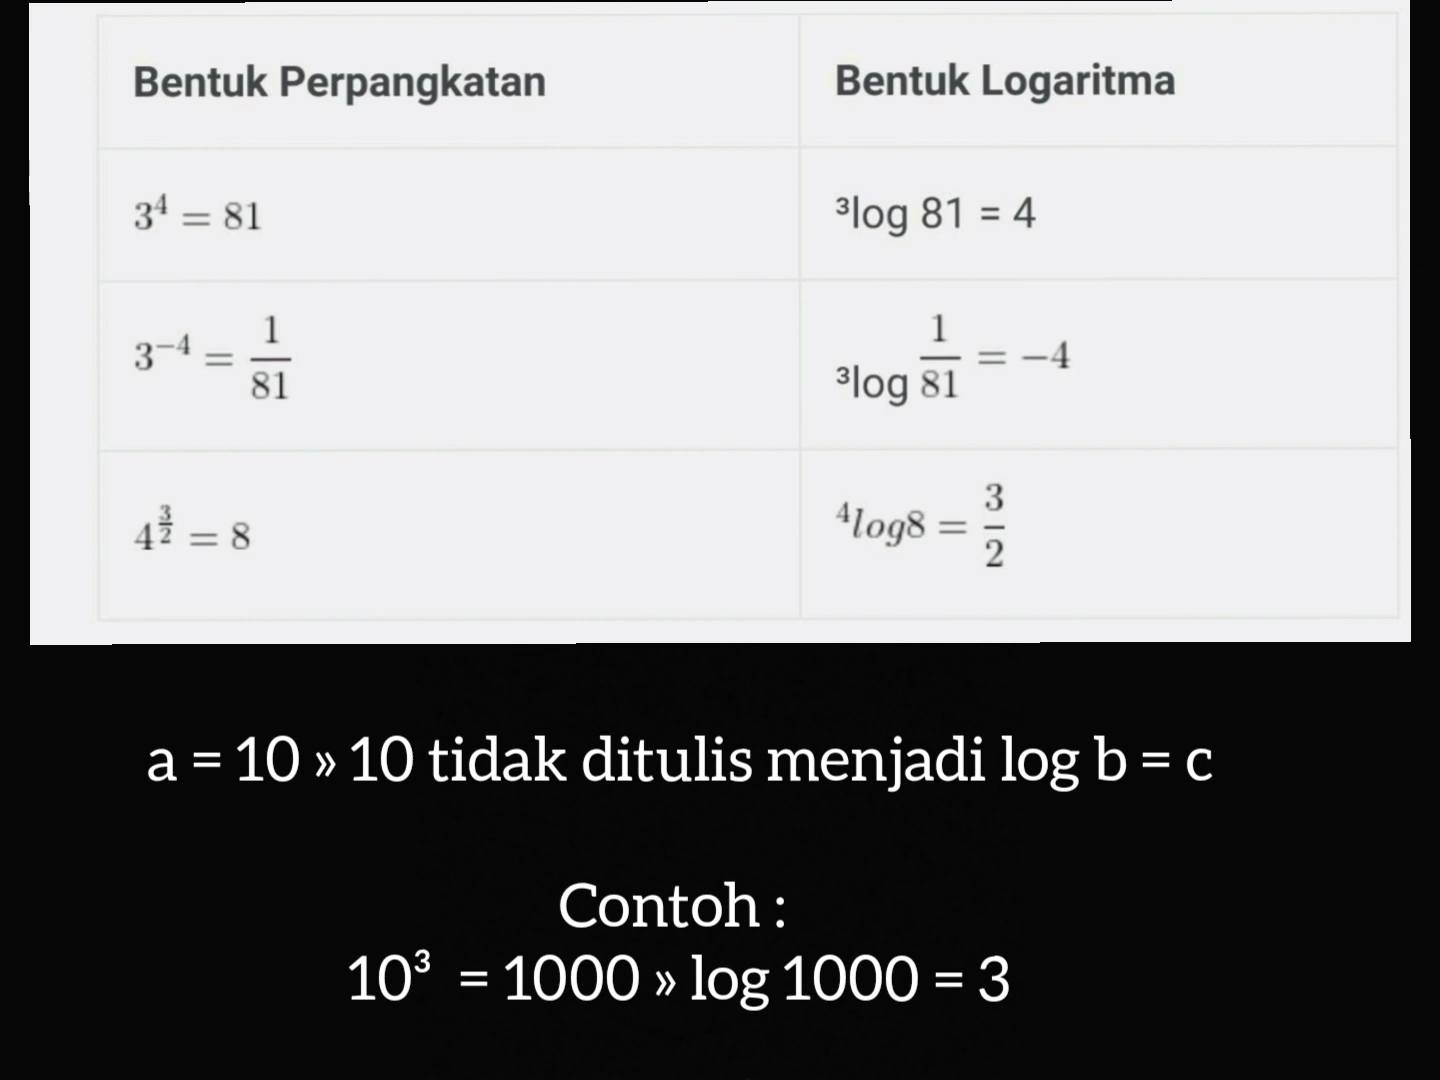 Bentuk Perpangkatan	Bentuk Logaritma
3⁴ = 81	³log 81 = 4
3⁻⁴ = 1/81	³log 1/81 = −4
4^(3/2) = 8	⁴log8 = 3/2
a = 10 » 10 tidak ditulis menjadi log b = c
Contoh :
10³ = 1000 » log 1000 = 3